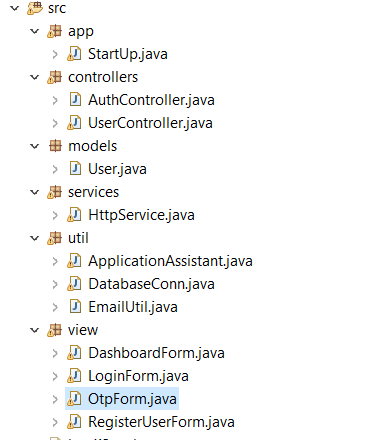 src
app
StartUp.java
controllers
AuthController.java
UserController.java
models
User.java
services
HttpService.java
util
ApplicationAssistant.java
DatabaseConn.java
EmailUtil.java
view
DashboardForm.java
LoginForm.java
OtpForm.java
RegisterUserForm.java